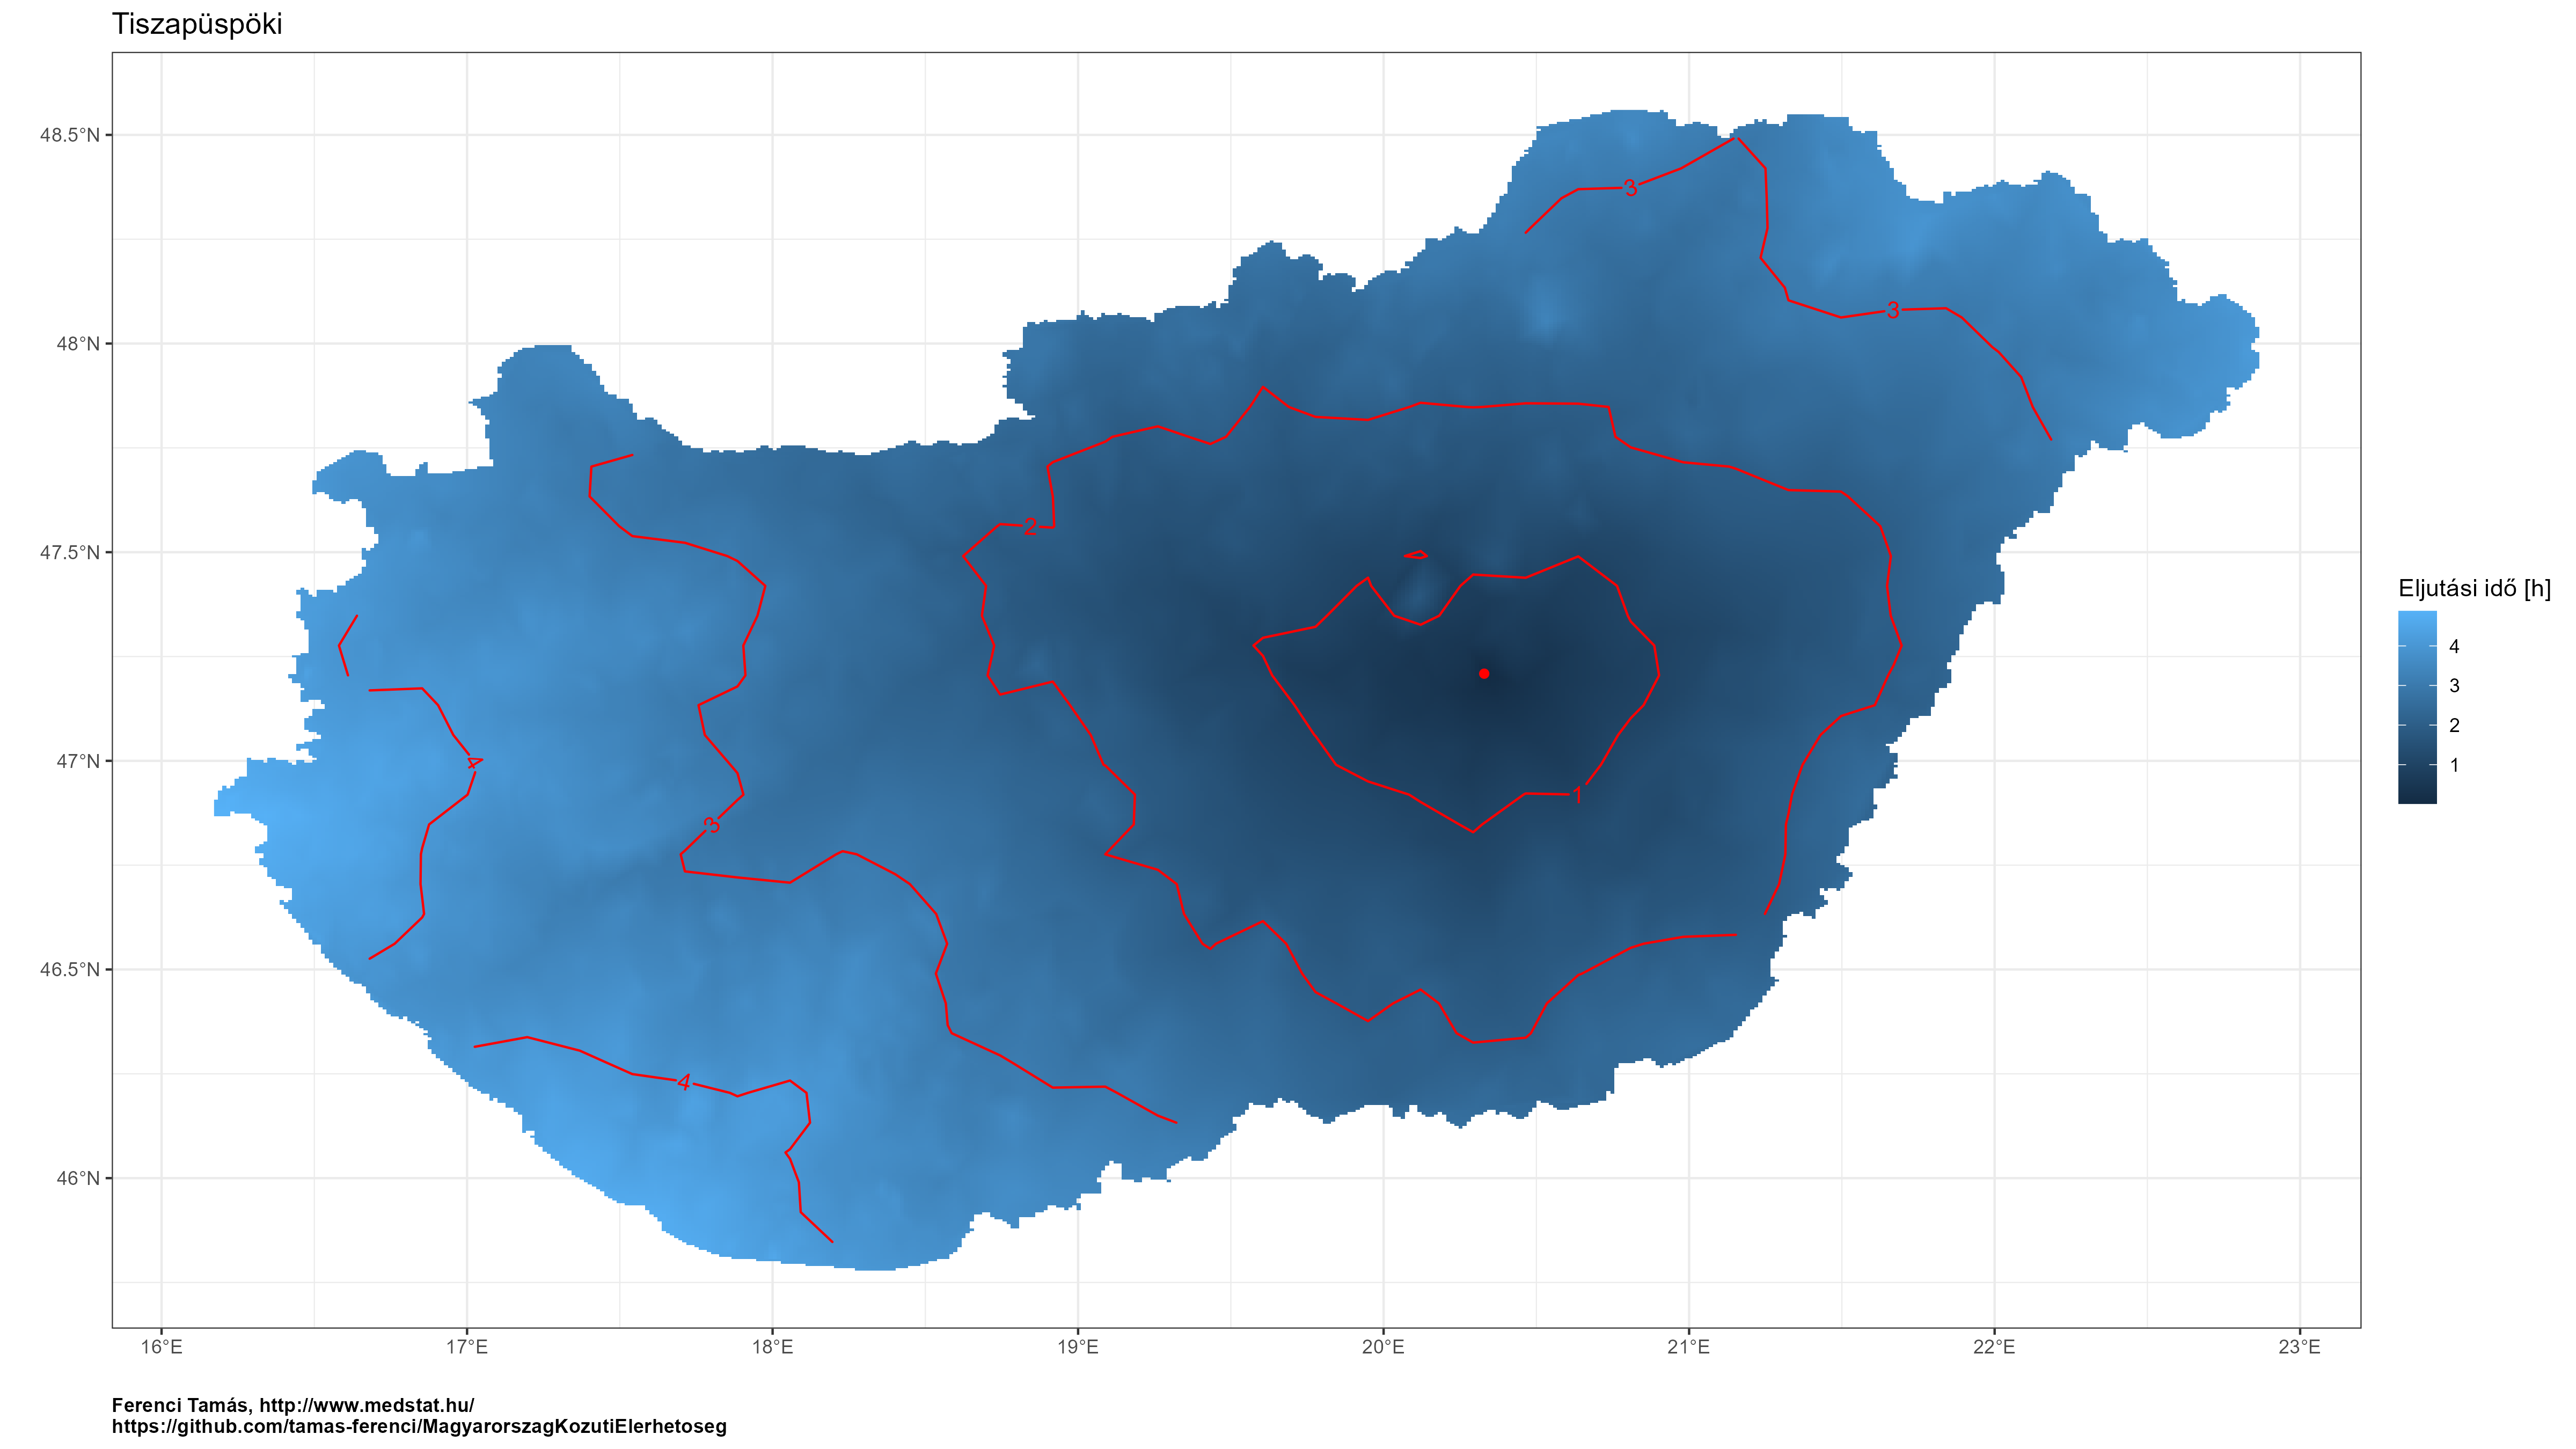 Tiszapüspöki
48.5°N
48°N
47.5°N
47°N
46.5°N
46°N
16°E
17°E
18°E
19°E
20°E
21°E
22°E
23°E
3
3
2
4
3
1
4
Eljutási idő [h]
4
3
2
1
Ferenci Tamás, http://www.medstat.hu/
https://github.com/tamas-ferenci/MagyarorszagKozutiElerhetoseg